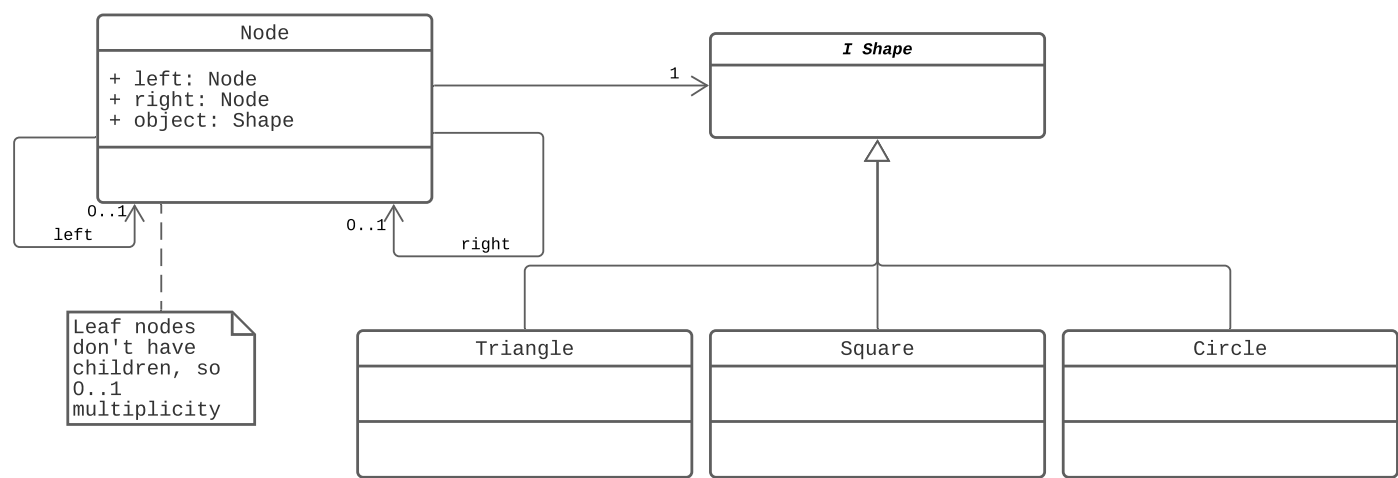 Node
+ left: Node
+ right: Node
+ object: Shape
1
I Shape
0..1
left
0..1
right
Leaf nodes
don't have
children, so
0..1
multiplicity
Triangle
Square
Circle